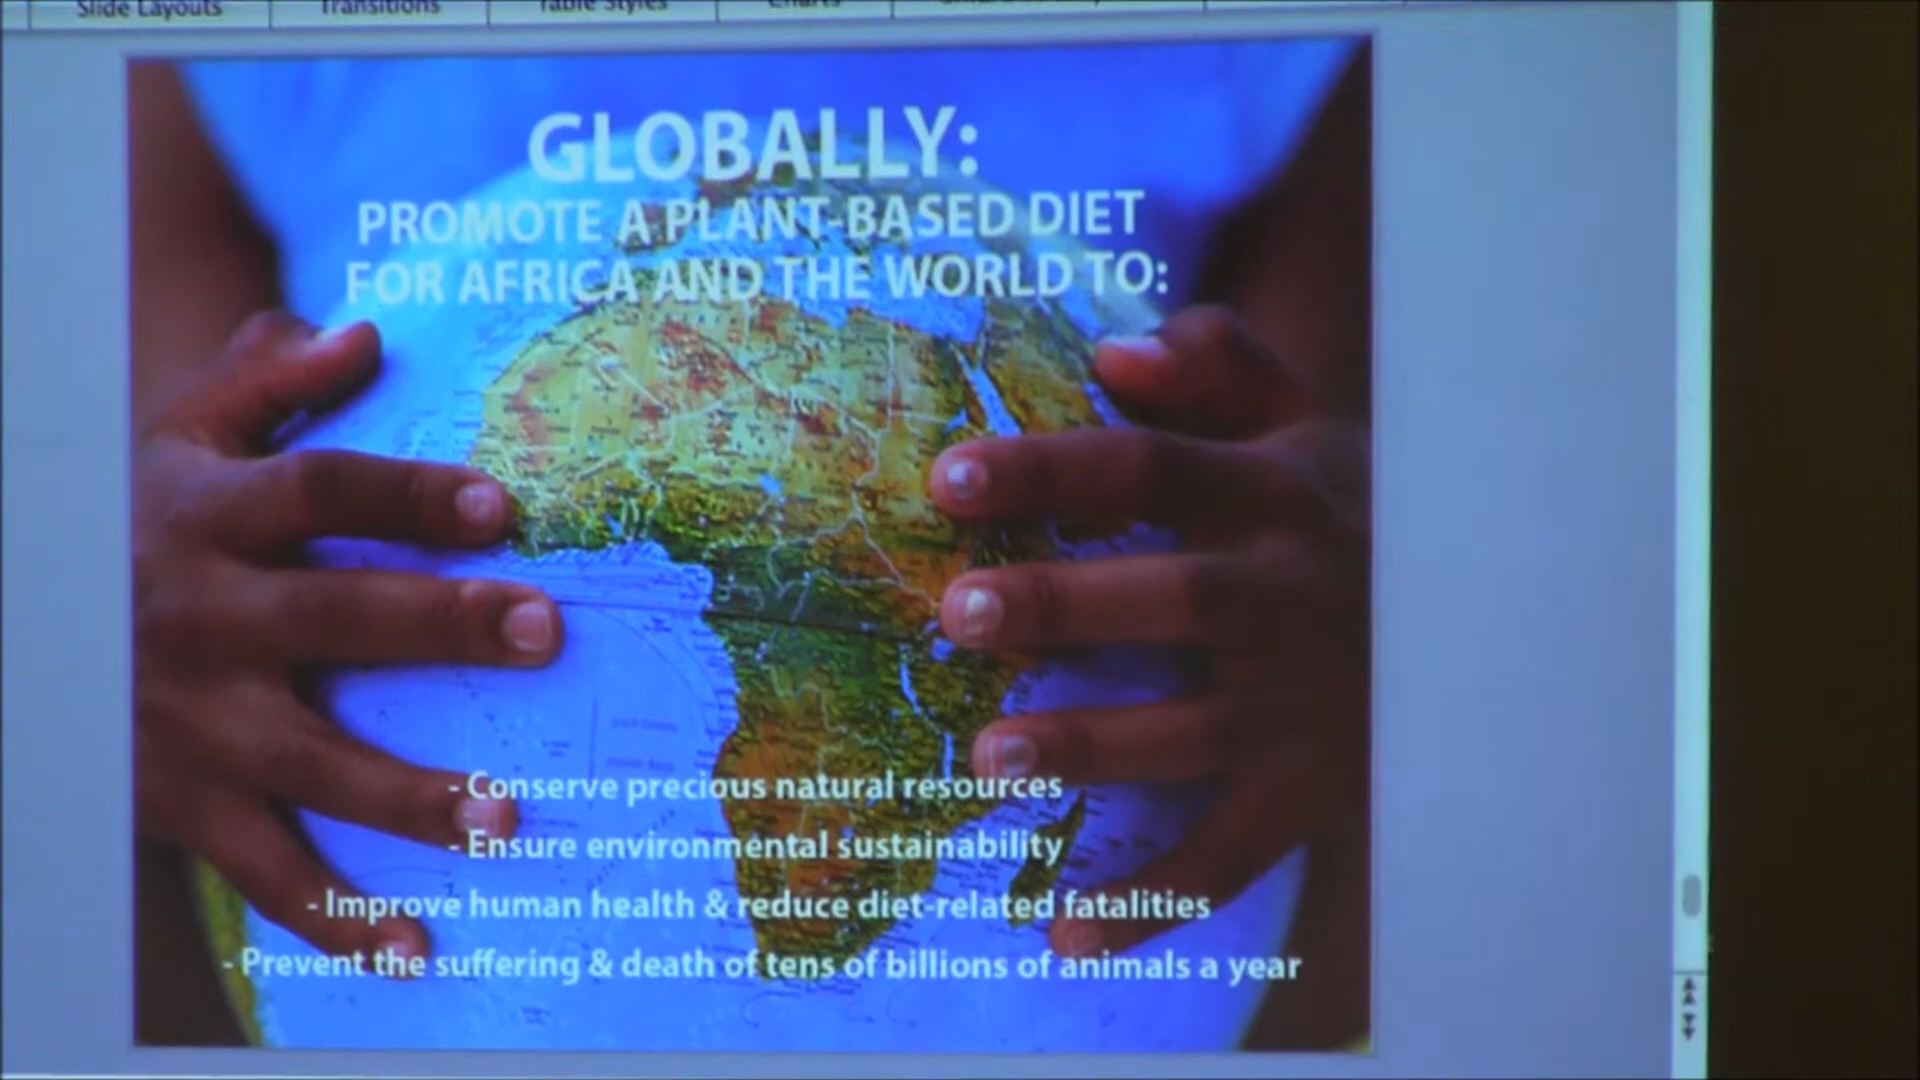 Slide Layouts
Transitions
Table Styles
Charts
GLOBALLY:
PROMOTE A PLANT-BASED DIET
FOR AFRICA AND THE WORLD TO:
- Conserve precious natural resources
- Ensure environmental sustainability
- Improve human health & reduce diet-related fatalities
- Prevent the suffering & death of tens of billions of animals a year